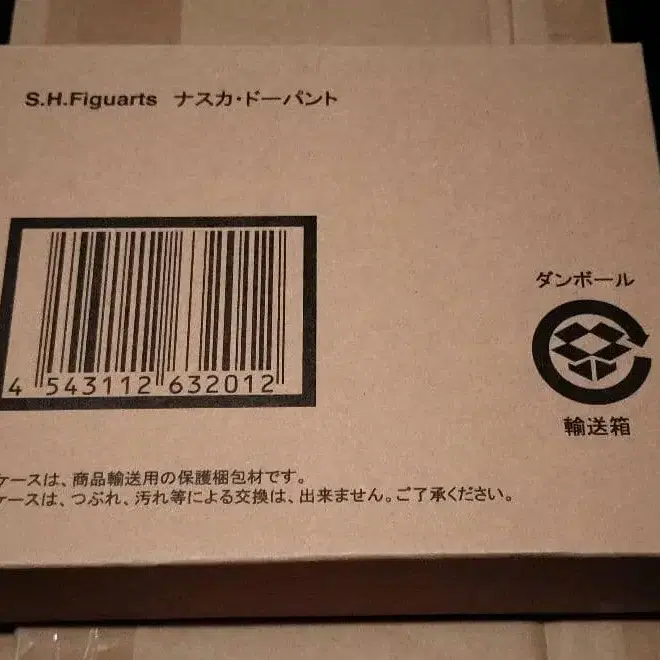 S.H.Figuarts ナスカ・ドーパント
4 543112 632012
ダンボール
輸送箱
ケースは、商品輸送用の保護梱包材です。
ケースは、つぶれ、汚れ等による交換は、出来ません。ご了承ください。